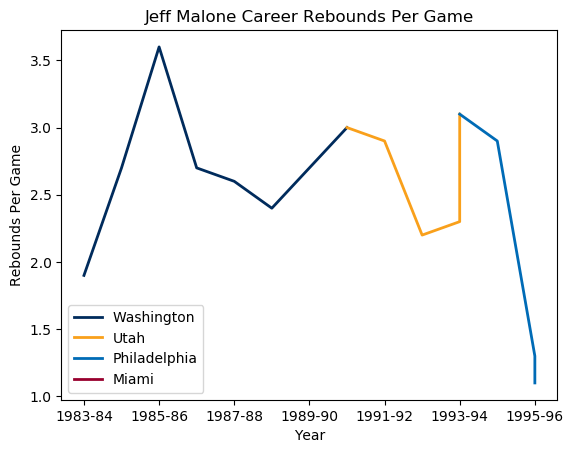 Jeff Malone Career Rebounds Per Game
Rebounds Per Game
3.5
3.0
2.5
2.0
1.5
1.0
Washington
Utah
Philadelphia
Miami
1983-84 1985-86 1987-88 1989-90 1991-92 1993-94 1995-96
Year